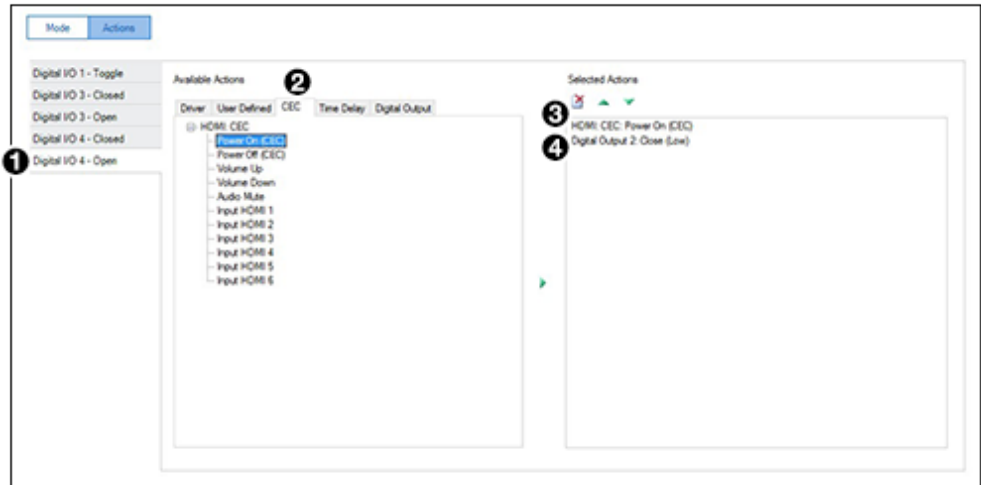 Mode Actions
Digital I/O 1 - Toggle
Digital I/O 3 - Closed
Digital I/O 3 - Open
Digital I/O 4 - Closed
1 Digital I/O 4 - Open
Available Actions
2
Driver User Defined CEC Time Delay Digital Output
HDMI: CEC
Power On (CEC)
Power Off (CEC)
Volume Up
Volume Down
Audio Mute
Input HDMI 1
Input HDMI 2
Input HDMI 3
Input HDMI 4
Input HDMI 5
Input HDMI 6
Selected Actions
3 HDMI: CEC: Power On (CEC)
4 Digital Output 2: Close (Low)